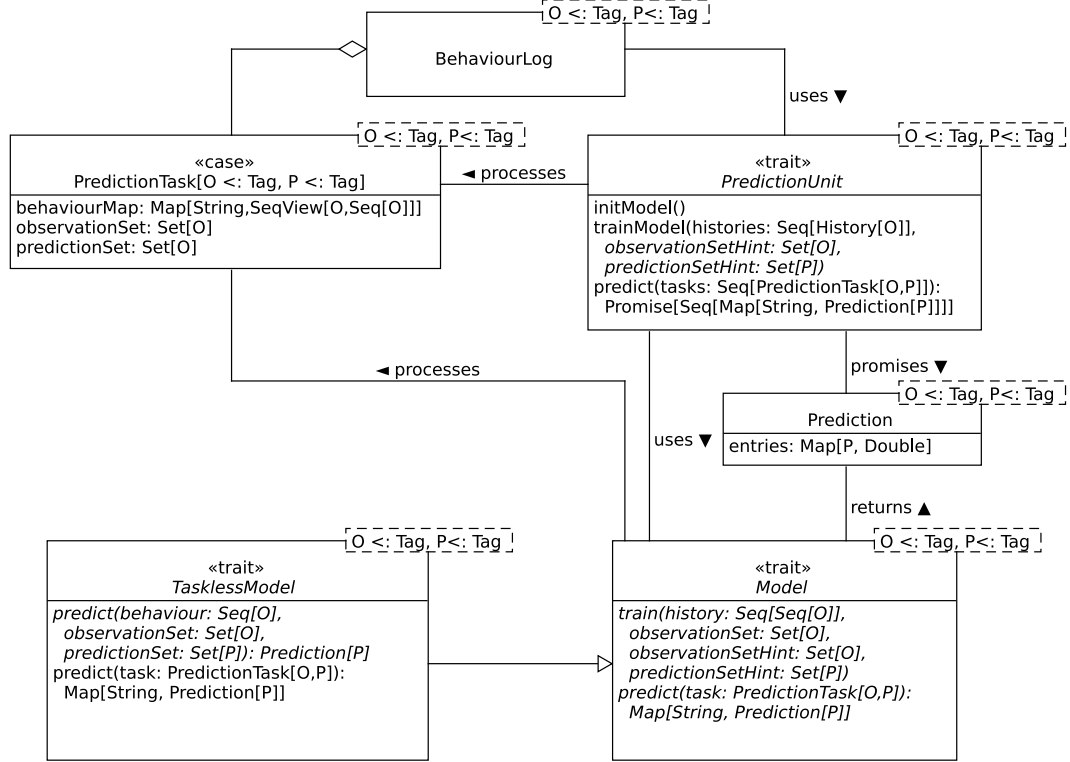 O <: Tag, P<: Tag
BehaviourLog
uses ▼
O <: Tag, P<: Tag
«case»
PredictionTask[O <: Tag, P <: Tag]
behaviourMap: Map[String,SeqView[O,Seq[O]]]
observationSet: Set[O]
predictionSet: Set[O]
◄ processes
O <: Tag, P<: Tag
«trait»
PredictionUnit
initModel()
trainModel(histories: Seq[History[O]],
observationSetHint: Set[O],
predictionSetHint: Set[P])
predict(tasks: Seq[PredictionTask[O,P]]):
Promise[Seq[Map[String, Prediction[P]]]]
◄ processes
promises ▼
uses ▼
O <: Tag, P<: Tag
Prediction
entries: Map[P, Double]
returns ▲
O <: Tag, P<: Tag
«trait»
TasklessModel
predict(behaviour: Seq[O],
observationSet: Set[O],
predictionSet: Set[P]): Prediction[P]
predict(task: PredictionTask[O,P]):
Map[String, Prediction[P]]
O <: Tag, P<: Tag
«trait»
Model
train(history: Seq[Seq[O]],
observationSet: Set[O],
observationSetHint: Set[O],
predictionSetHint: Set[P])
predict(task: PredictionTask[O,P]):
Map[String, Prediction[P]]